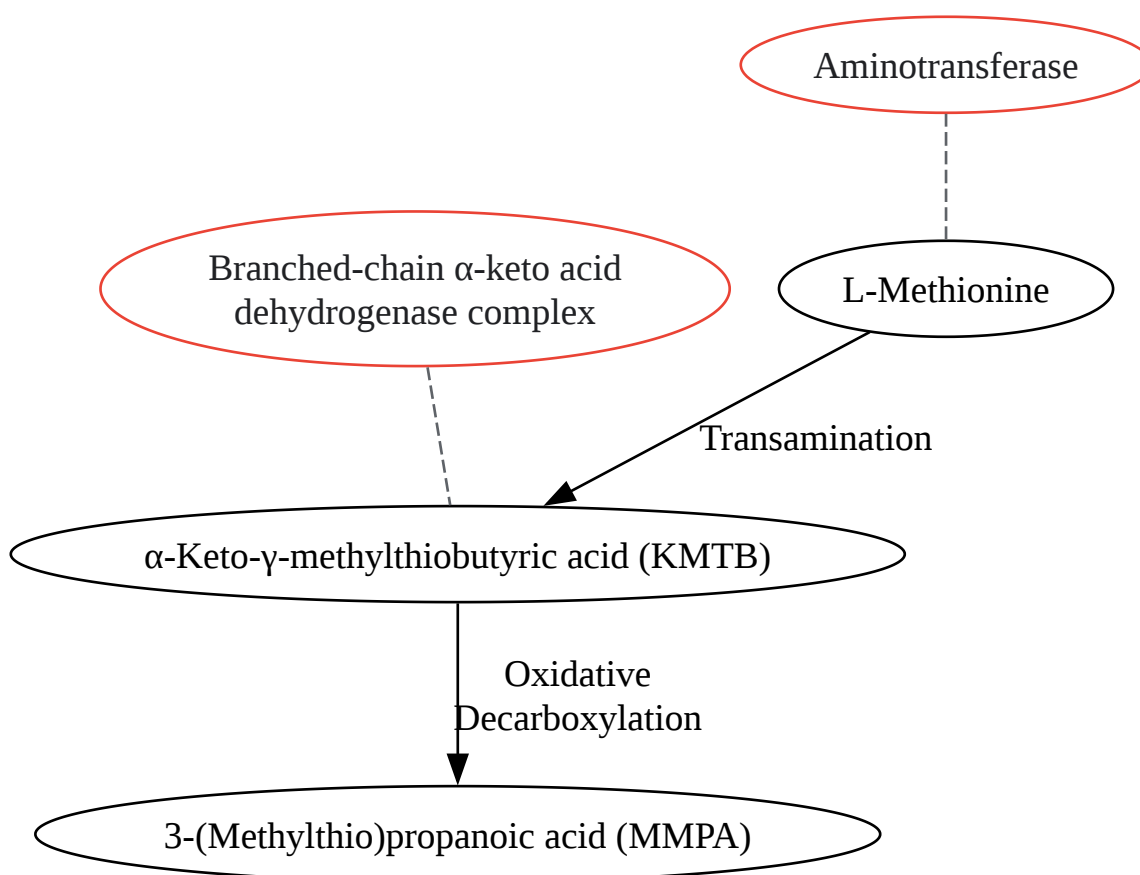 Aminotransferase
Branched-chain α-keto acid
dehydrogenase complex
L-Methionine
Transamination
α-Keto-γ-methylthiobutyric acid (KMTB)
Oxidative
Decarboxylation
3-(Methylthio)propanoic acid (MMPA)